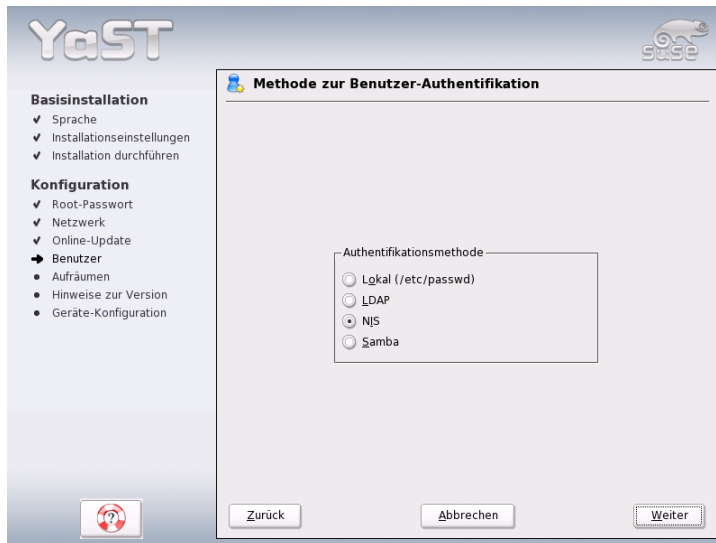 YaST
SUSE
Basisinstallation
Sprache
Installationseinstellungen
Installation durchführen
Konfiguration
Root-Passwort
Netzwerk
Online-Update
Benutzer
Aufräumen
Hinweise zur Version
Geräte-Konfiguration
Methode zur Benutzer-Authentifikation
Authentifikationsmethode
Lokal (/etc/passwd)
LDAP
NIS
Samba
Zurück
Abbrechen
Weiter